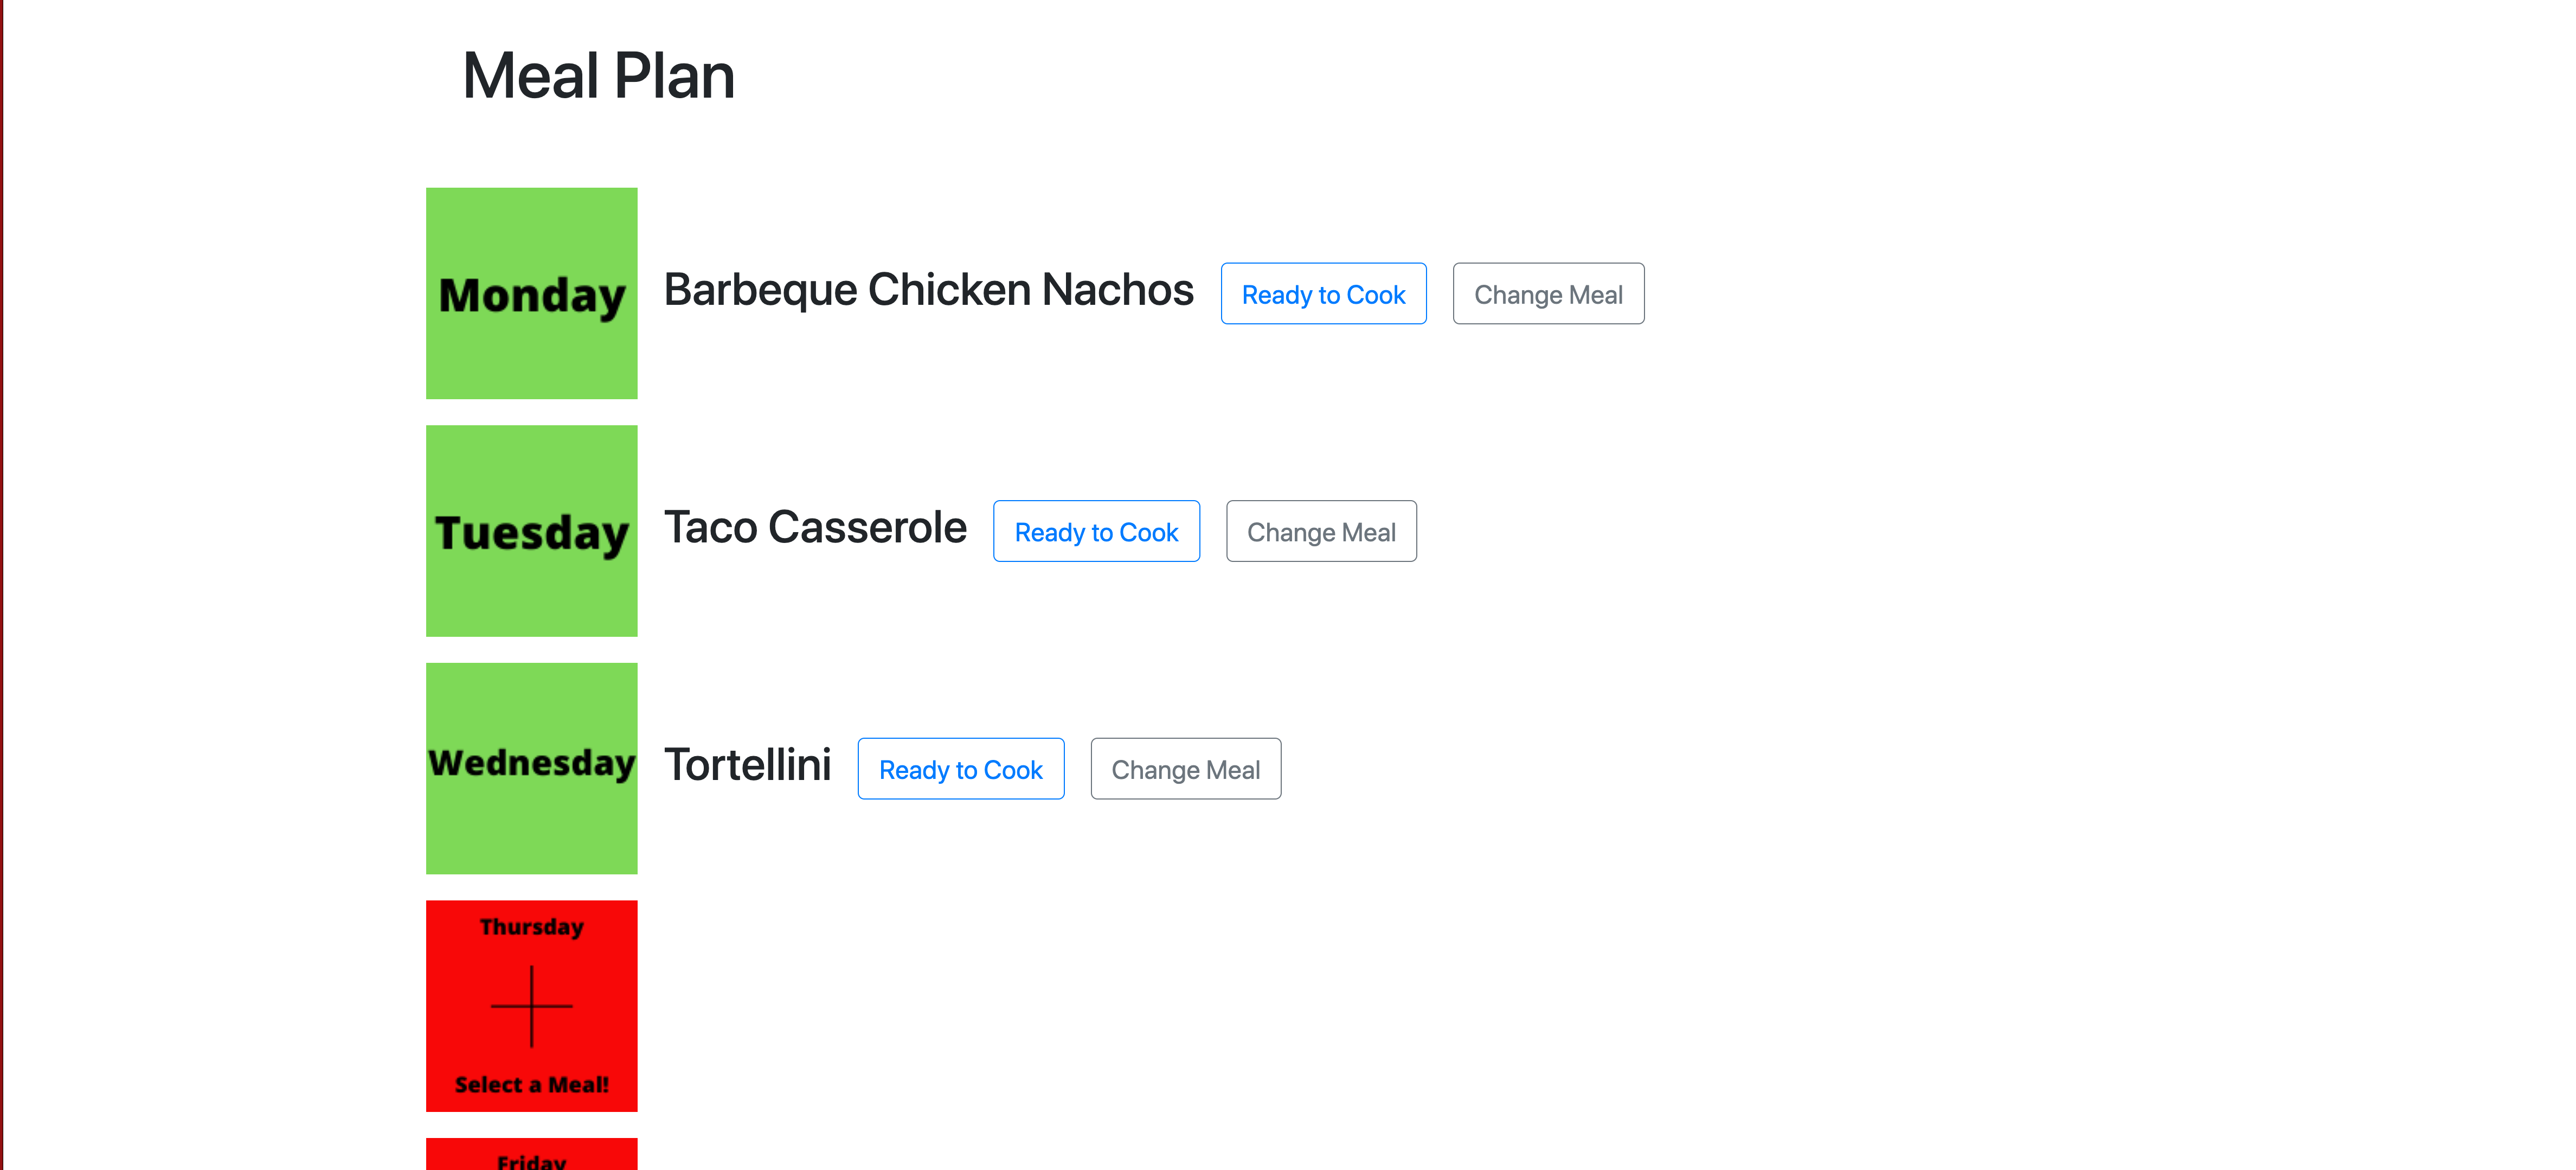 Meal Plan
Monday
Barbeque Chicken Nachos
Ready to Cook
Change Meal
Tuesday
Taco Casserole
Ready to Cook
Change Meal
Wednesday
Tortellini
Ready to Cook
Change Meal
Thursday
Select a Meal!
Friday